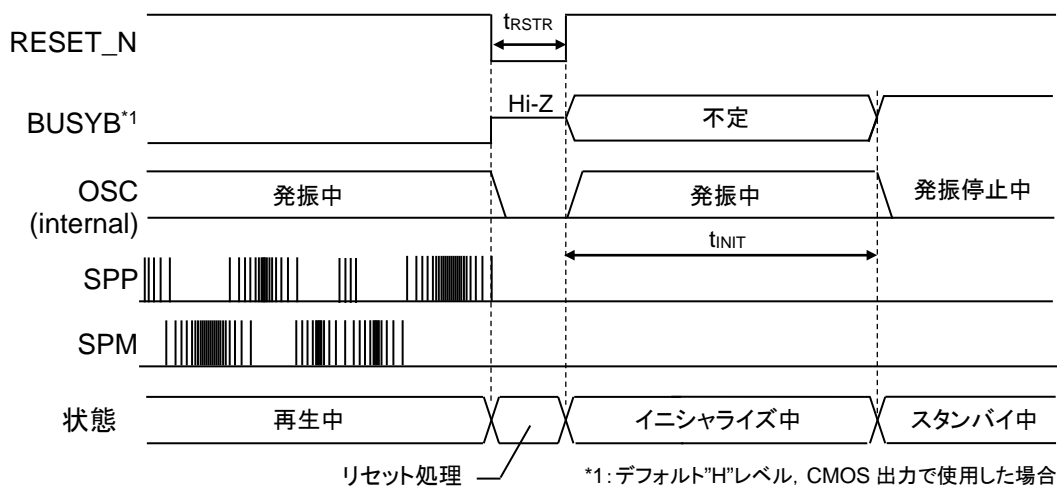 tRSTR
RESET_N
Hi-Z
BUSYB*1
不定
OSC
(internal)
発振中
発振中
発振停止中
tINIT
SPP
SPM
状態
再生中
イニシャライズ中
スタンバイ中
リセット処理
*1:デフォルト"H"レベル, CMOS 出力で使用した場合